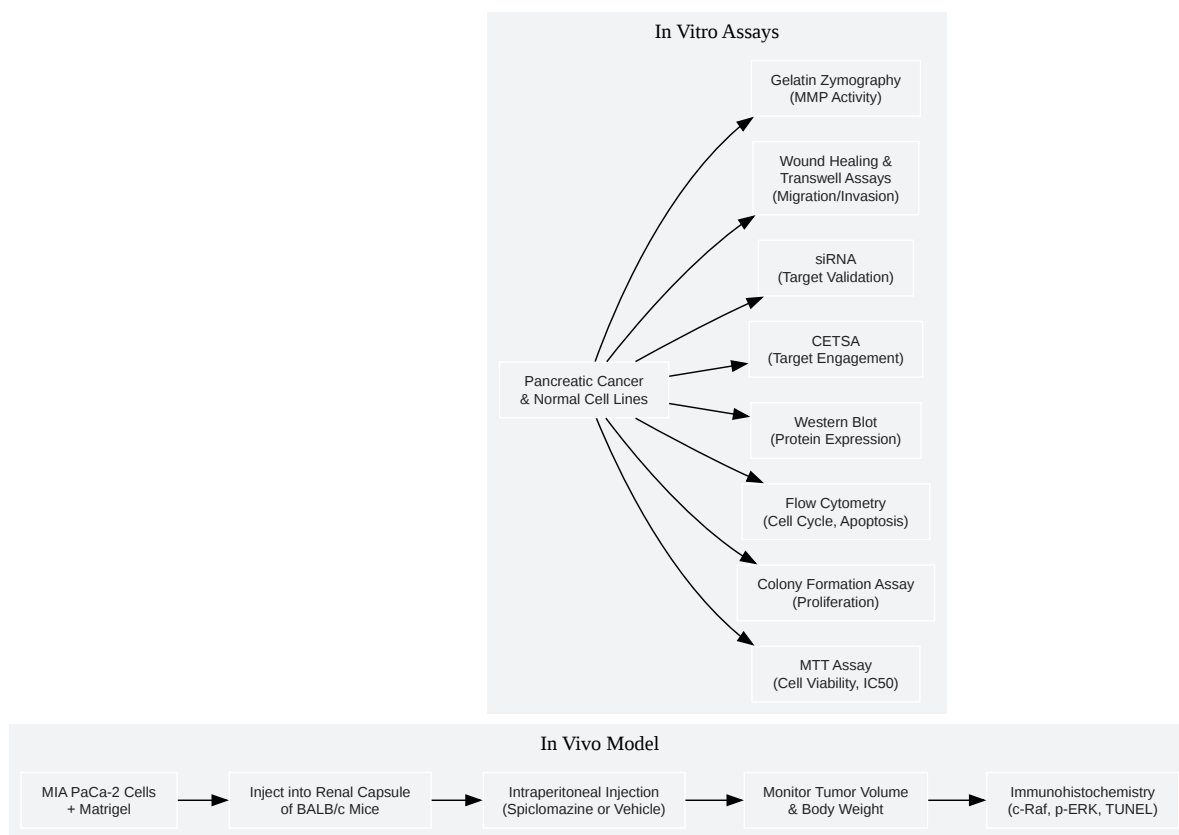 In Vitro Assays
Gelatin Zymography
(MMP Activity)
Wound Healing &
Transwell Assays
(Migration/Invasion)
siRNA
(Target Validation)
CETSA
(Target Engagement)
Pancreatic Cancer
& Normal Cell Lines
Western Blot
(Protein Expression)
Flow Cytometry
(Cell Cycle, Apoptosis)
Colony Formation Assay
(Proliferation)
MTT Assay
(Cell Viability, IC50)
In Vivo Model
MIA PaCa-2 Cells
+ Matrigel
Inject into Renal Capsule
of BALB/c Mice
Intraperitoneal Injection
(Spiclomazine or Vehicle)
Monitor Tumor Volume
& Body Weight
Immunohistochemistry
(c-Raf, p-ERK, TUNEL)